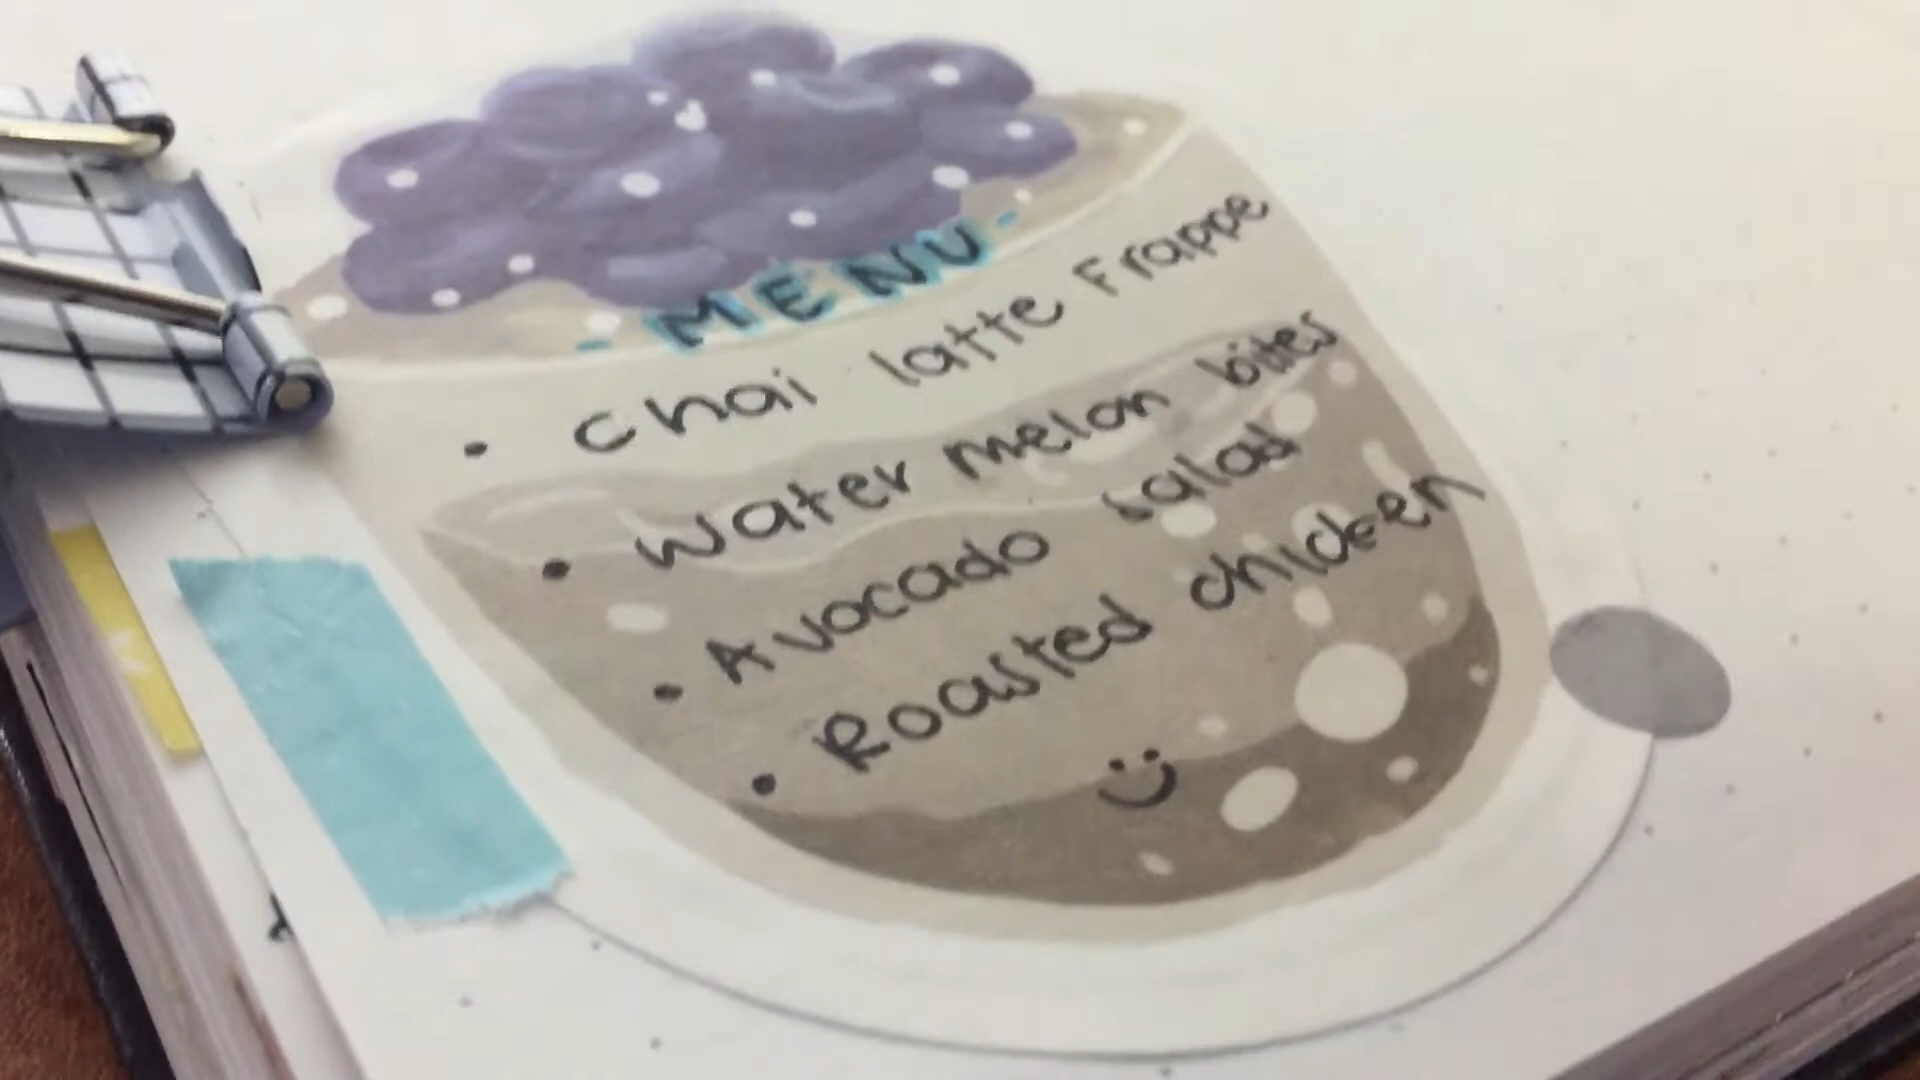 - MENU -
• Chai latte Frappe
• Water melon bites
• Avocado salad
• Roasted chicken